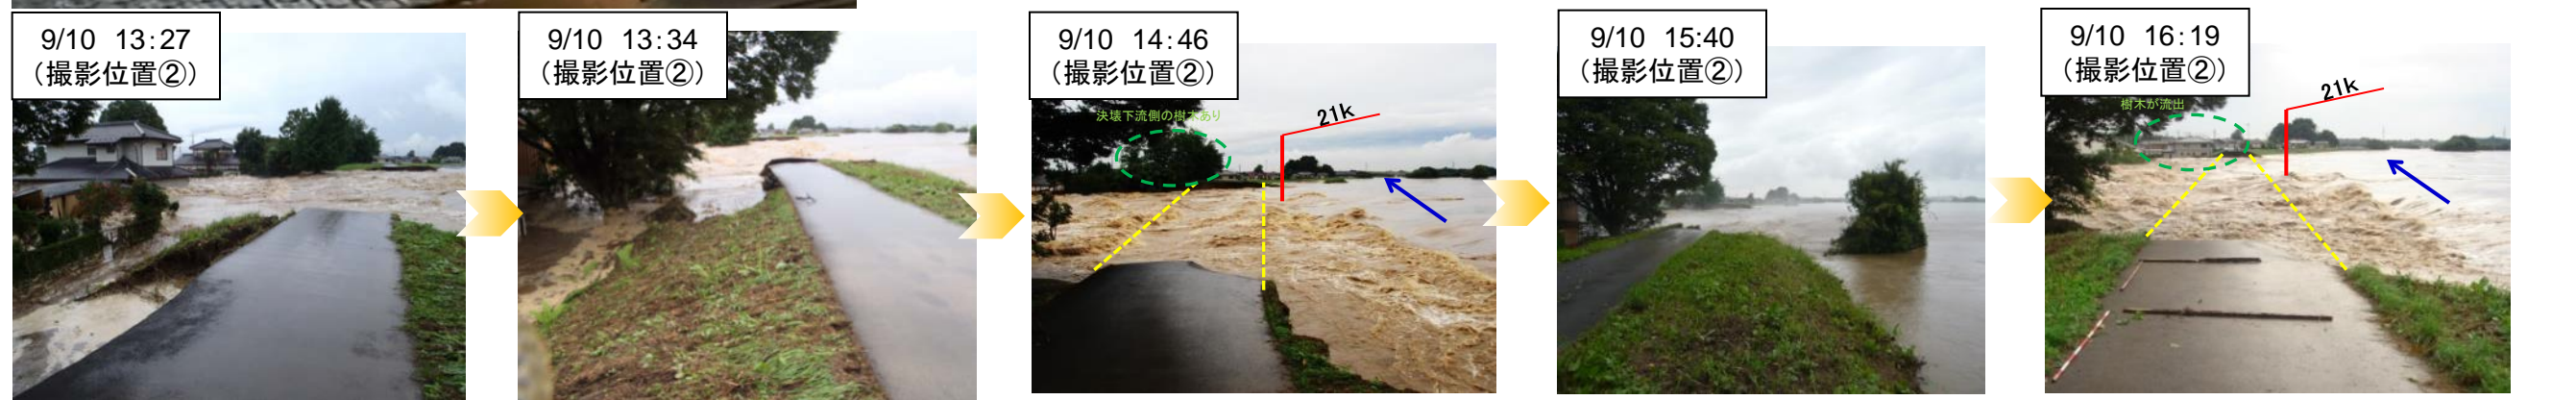 9/10 13:27
（撮影位置②）
9/10 13:34
（撮影位置②）
9/10 14:46
（撮影位置②）
決壊下流側の樹木あり
21k
9/10 15:40
（撮影位置②）
9/10 16:19
（撮影位置②）
樹木が流出
21k